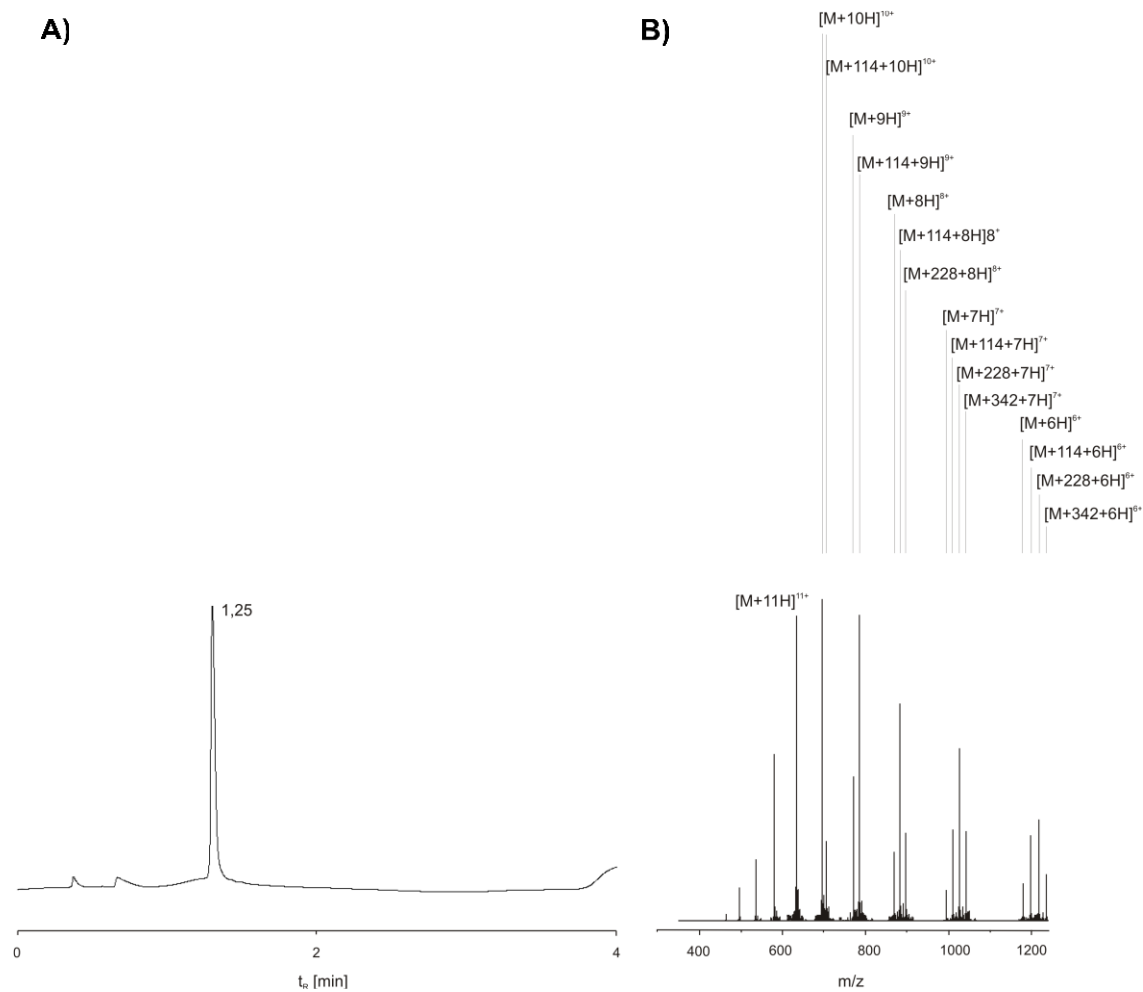 A)
1,25
0
2
4
t_R [min]
B)
[M+10H]¹⁰⁺
[M+114+10H]¹⁰⁺
[M+9H]⁹⁺
[M+114+9H]⁹⁺
[M+8H]⁸⁺
[M+114+8H]8⁺
[M+228+8H]⁸⁺
[M+7H]⁷⁺
[M+114+7H]⁷⁺
[M+228+7H]⁷⁺
[M+342+7H]⁷⁺
[M+6H]⁶⁺
[M+114+6H]⁶⁺
[M+228+6H]⁶⁺
[M+342+6H]⁶⁺
[M+11H]¹¹⁺
400
600
800
1000
1200
m/z